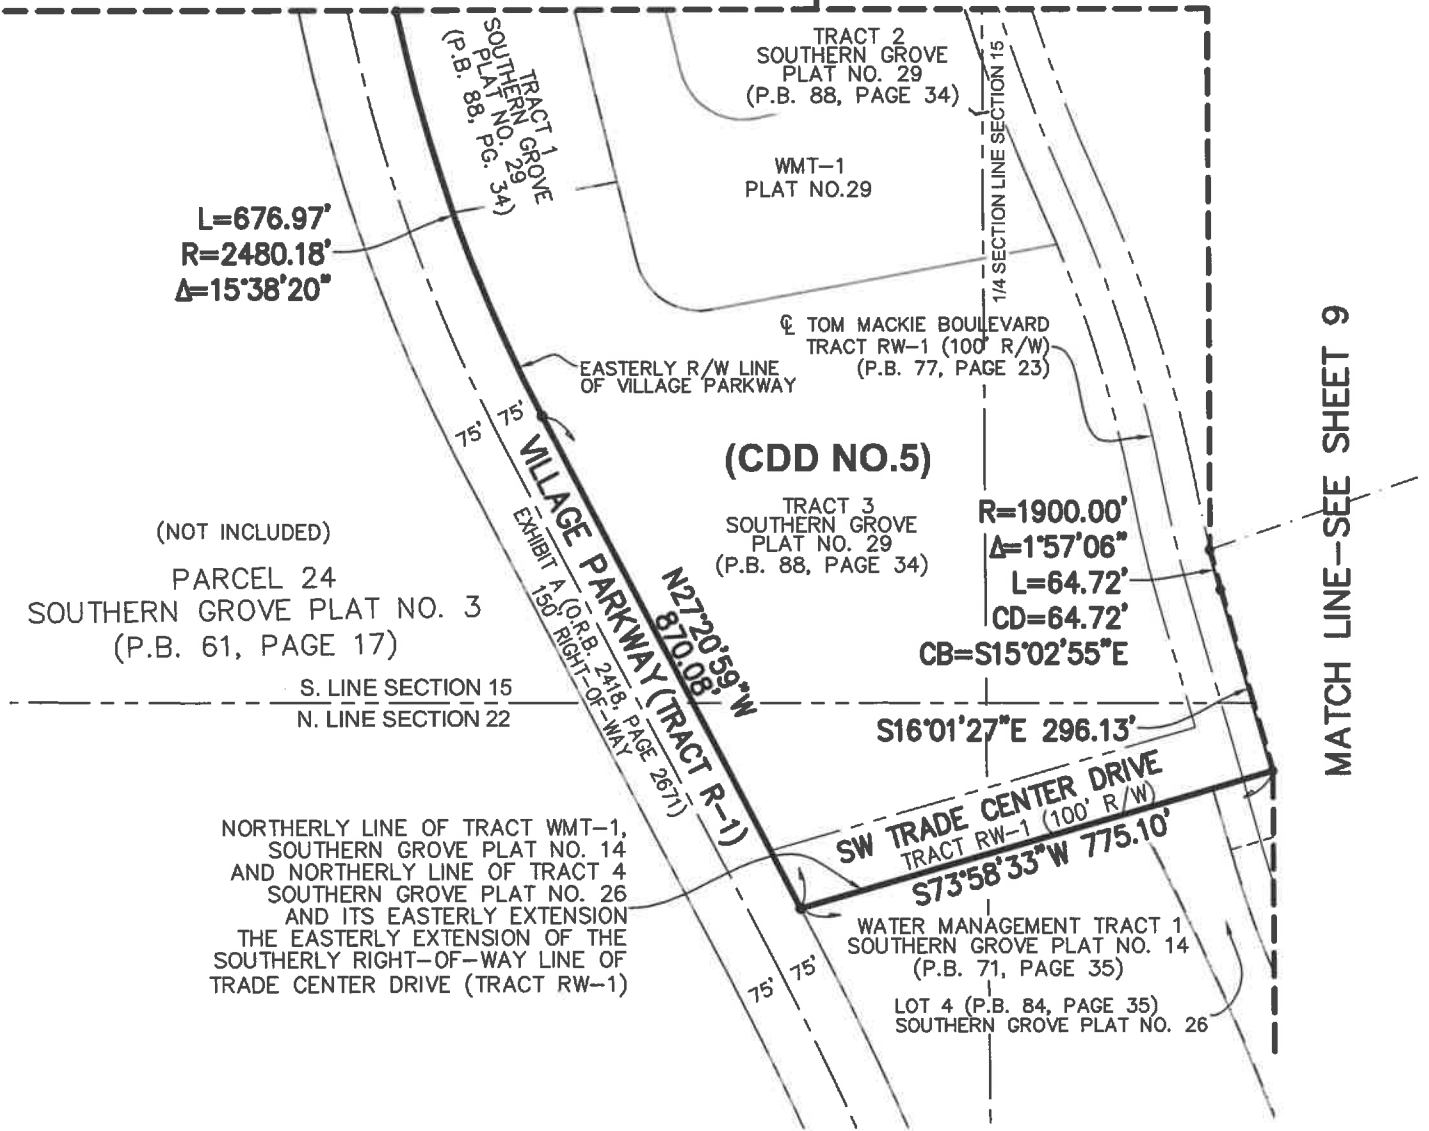 TRACT 1
SOUTHERN GROVE
PLAT NO. 29
(P.B. 88, PG. 34)
TRACT 2
SOUTHERN GROVE
PLAT NO. 29
(P.B. 88, PAGE 34)
1/4 SECTION LINE SECTION 15
WMT-1
PLAT NO.29
L=676.97'
R=2480.18'
Δ=15°38'20"
℄ TOM MACKIE BOULEVARD
TRACT RW-1 (100' R/W)
(P.B. 77, PAGE 23)
EASTERLY R/W LINE
OF VILLAGE PARKWAY
75'
75'
MATCH LINE-SEE SHEET 9
(CDD NO.5)
TRACT 3
SOUTHERN GROVE
PLAT NO. 29
(P.B. 88, PAGE 34)
R=1900.00'
Δ=1°57'06"
L=64.72'
CD=64.72'
CB=S15°02'55"E
VILLAGE PARKWAY (TRACT R-1)
EXHIBIT A (O.R.B. 2418, PAGE 2671)
150' RIGHT-OF-WAY
N27°20'59"W
870.08'
(NOT INCLUDED)
PARCEL 24
SOUTHERN GROVE PLAT NO. 3
(P.B. 61, PAGE 17)
S. LINE SECTION 15
N. LINE SECTION 22
S16°01'27"E 296.13'
SW TRADE CENTER DRIVE
TRACT RW-1 (100' R/W)
S73°58'33"W 775.10'
NORTHERLY LINE OF TRACT WMT-1,
SOUTHERN GROVE PLAT NO. 14
AND NORTHERLY LINE OF TRACT 4
SOUTHERN GROVE PLAT NO. 26
AND ITS EASTERLY EXTENSION
THE EASTERLY EXTENSION OF THE
SOUTHERLY RIGHT-OF-WAY LINE OF
TRADE CENTER DRIVE (TRACT RW-1)
WATER MANAGEMENT TRACT 1
SOUTHERN GROVE PLAT NO. 14
(P.B. 71, PAGE 35)
75'
75'
LOT 4 (P.B. 84, PAGE 35)
SOUTHERN GROVE PLAT NO. 26